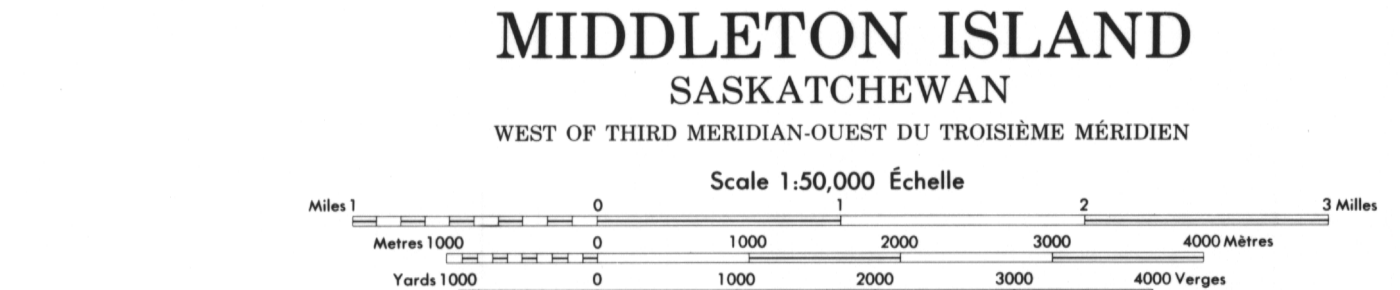 MIDDLETON ISLAND
SASKATCHEWAN
WEST OF THIRD MERIDIAN-OUEST DU TROISIÈME MÉRIDIEN
Scale 1:50,000 Échelle
Miles 1 0 1 2 3 Milles
Metres 1000 0 1000 2000 3000 4000 Mètres
Yards 1000 0 1000 2000 3000 4000 Verges